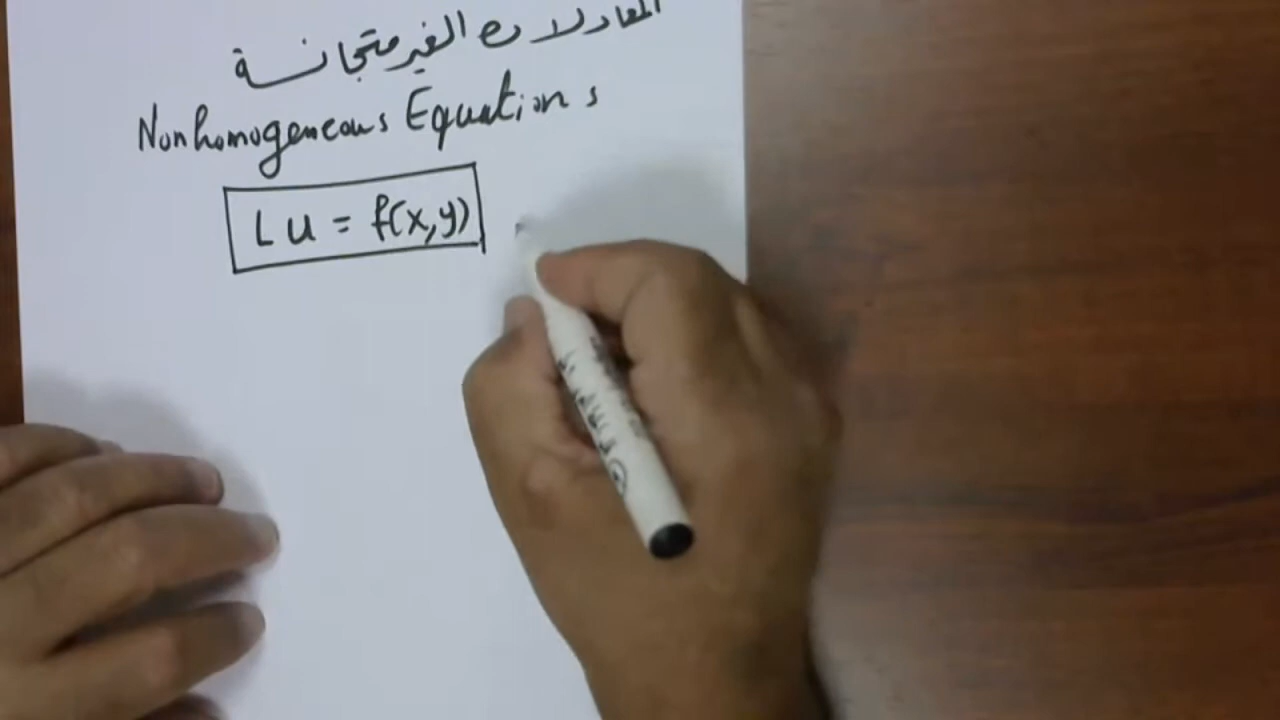 المعادلات الغير متجانسة
Nonhomogeneous Equations
Lu = f(x,y)